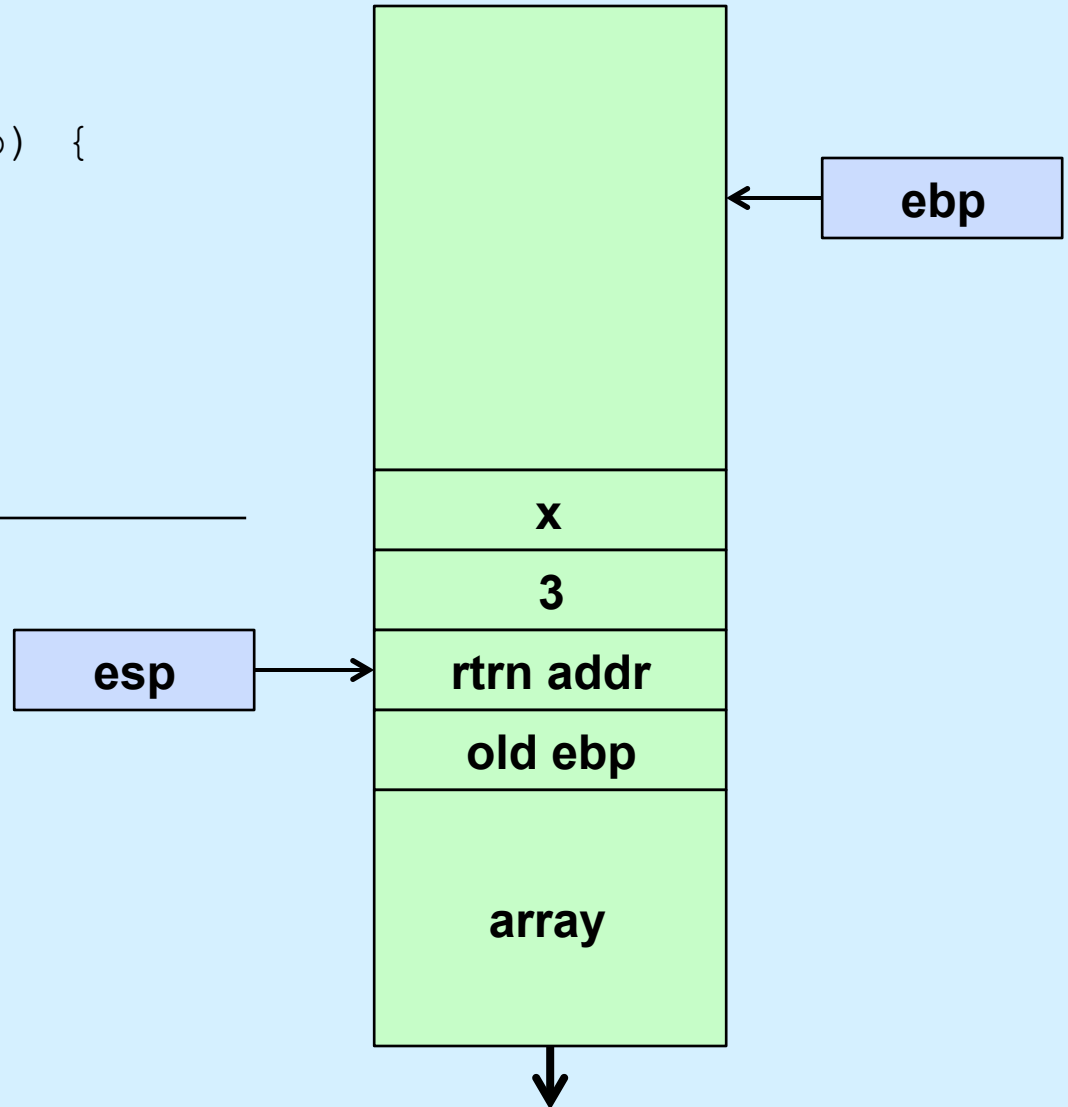 ) {
ebp
x
3
esp
rtrn addr
old ebp
array